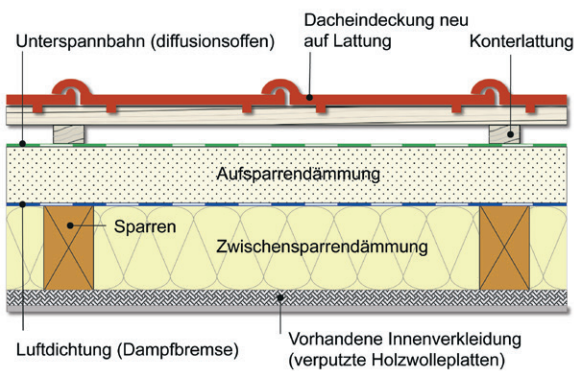 Unterspannbahn (diffusionsoffen)
Dacheindeckung neu
auf Lattung
Konterlattung
Aufsparrendämmung
Sparren
Zwischensparrendämmung
Luftdichtung (Dampfbremse)
Vorhandene Innenverkleidung
(verputzte Holzwolleplatten)